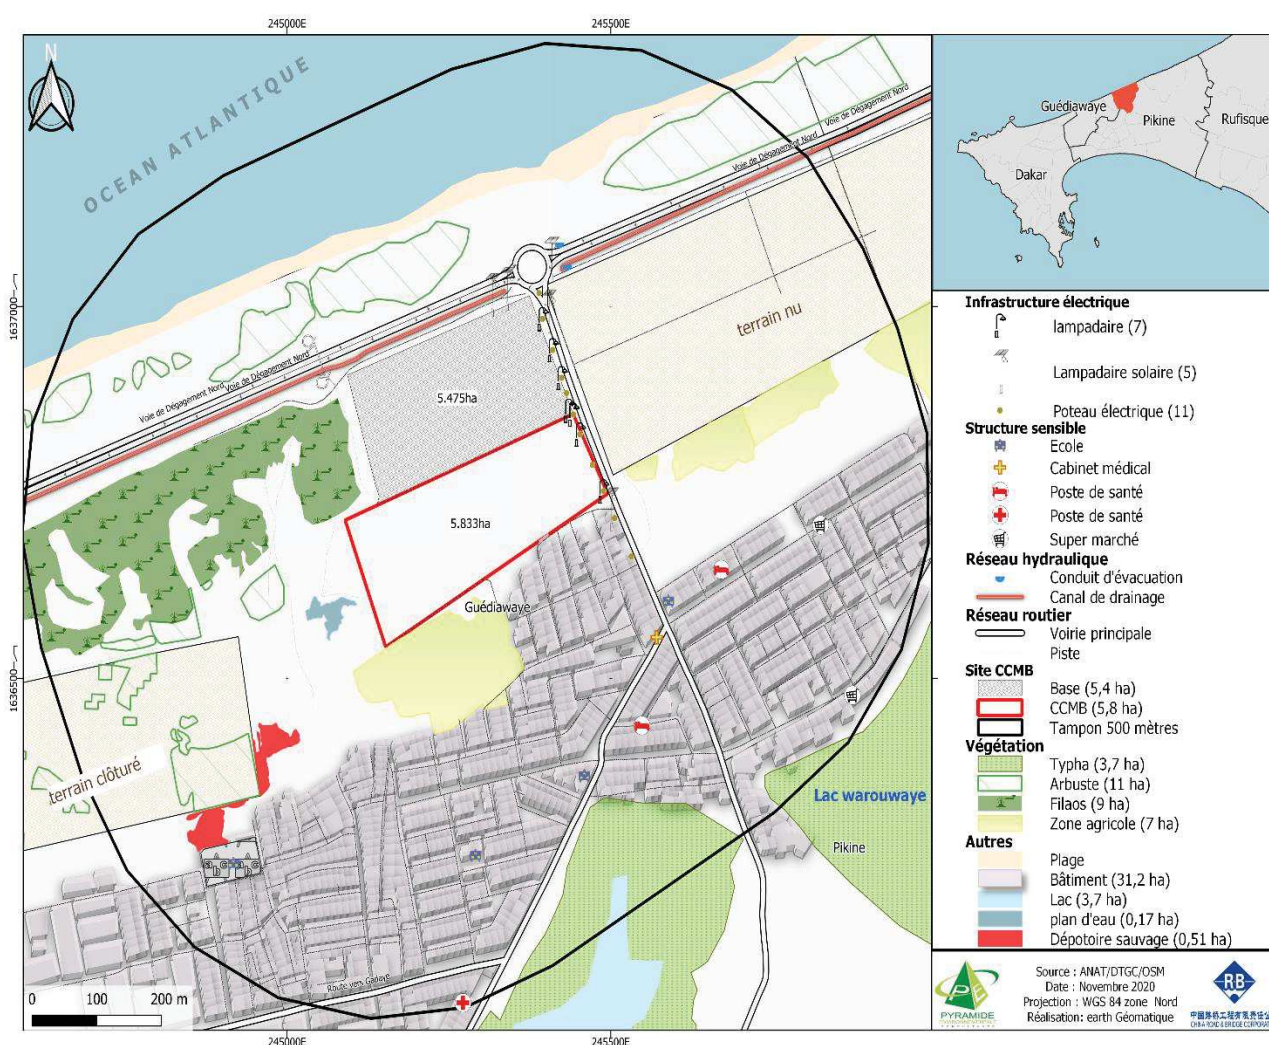 245000E
245500E
N
OCEAN ATLANTIQUE
Voie de Dégagement Nord
Voie de Dégagement Nord
Voie de Dégagement Nord
Voie de Dégagement Nord
1637000
1636500
terrain nu
5.475ha
5.833ha
Guédiawaye
terrain clôturé
Lac warouwaye
Pikine
Route vers Gadaye
0 100 200 m
Guédiawaye
Pikine
Rufisque
Dakar
Infrastructure électrique
lampadaire (7)
Lampadaire solaire (5)
Poteau électrique (11)
Structure sensible
Ecole
Cabinet médical
Poste de santé
Poste de santé
Super marché
Réseau hydraulique
Conduit d'évacuation
Canal de drainage
Réseau routier
Voirie principale
Piste
Site CCMB
Base (5,4 ha)
CCMB (5,8 ha)
Tampon 500 mètres
Végétation
Typha (3,7 ha)
Arbuste (11 ha)
Filaos (9 ha)
Zone agricole (7 ha)
Autres
Plage
Bâtiment (31,2 ha)
Lac (3,7 ha)
plan d'eau (0,17 ha)
Dépotoire sauvage (0,51 ha)
PYRAMIDE
Source : ANAT/DTGC/OSM
Date : Novembre 2020
Projection : WGS 84 zone Nord
Réalisation: earth Géomatique
RB
CHINA ROAD & BRIDGE CORPORAT